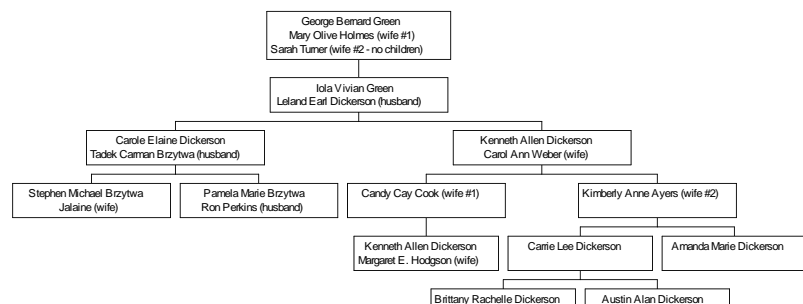 George Bernard Green
Mary Olive Holmes (wife #1)
Sarah Turner (wife #2 - no children)
Iola Vivian Green
Leland Earl Dickerson (husband)
Carole Elaine Dickerson
Tadek Carman Brzytwa (husband)
Kenneth Allen Dickerson
Carol Ann Weber (wife)
Stephen Michael Brzytwa
Jalaine (wife)
Pamela Marie Brzytwa
Ron Perkins (husband)
Candy Cay Cook (wife #1)
Kimberly Anne Ayers (wife #2)
Kenneth Allen Dickerson
Margaret E. Hodgson (wife)
Carrie Lee Dickerson
Amanda Marie Dickerson
Brittany Rachelle Dickerson
Austin Alan Dickerson